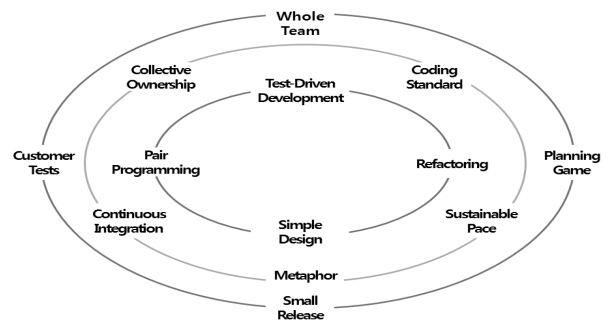 Whole
Team
Collective
Ownership
Test-Driven
Development
Coding
Standard
Customer
Tests
Pair
Programming
Refactoring
Planning
Game
Continuous
Integration
Simple
Design
Sustainable
Pace
Metaphor
Small
Release